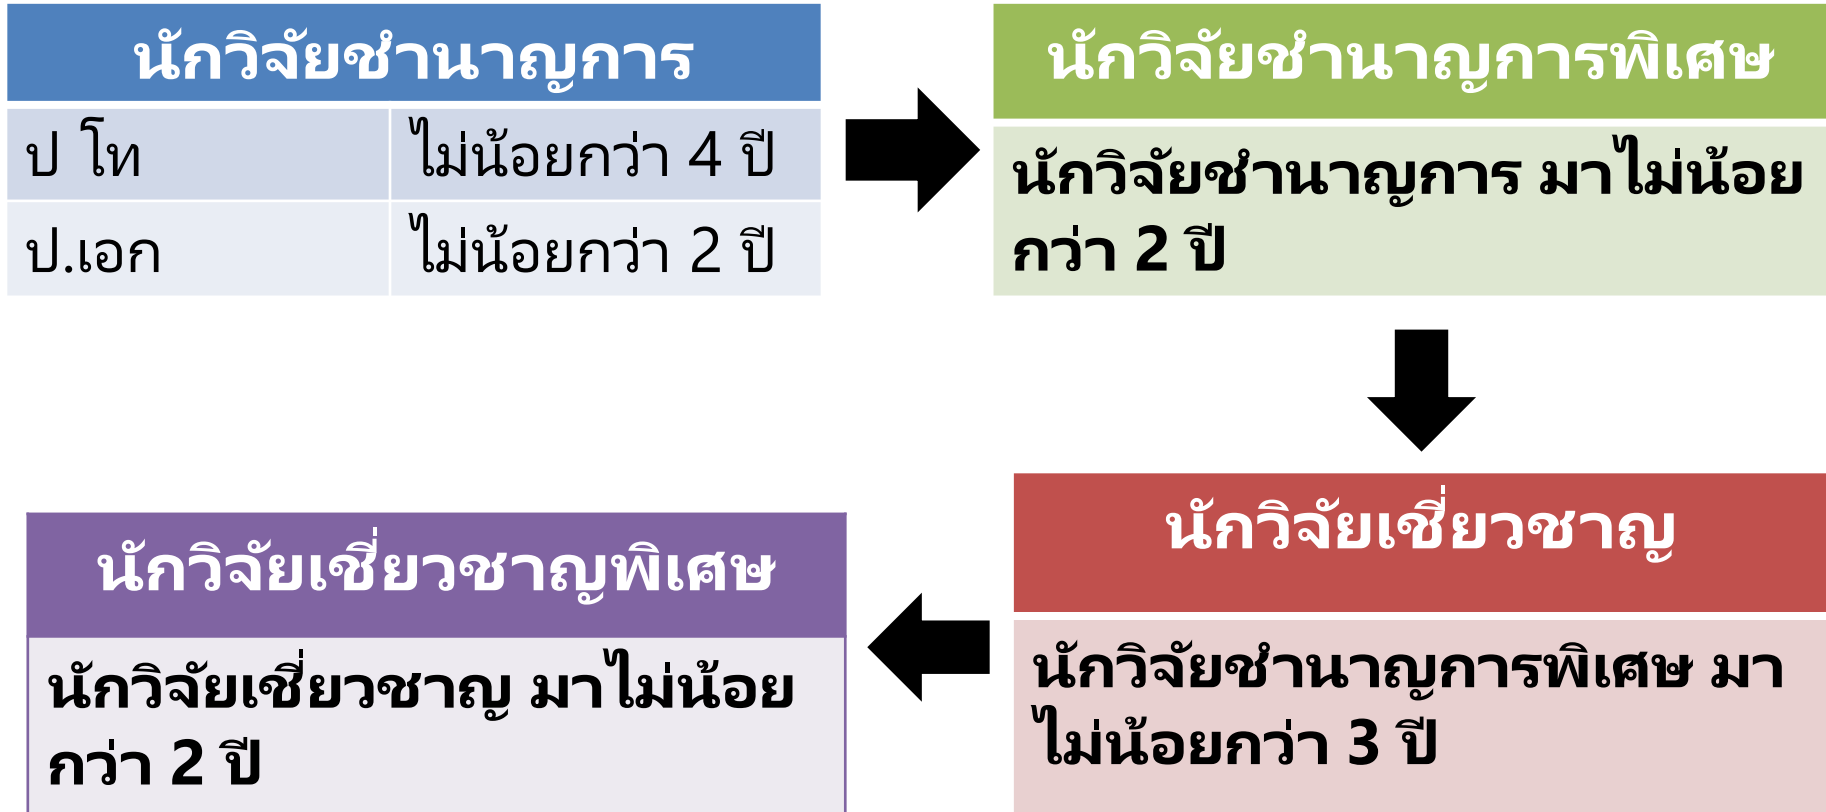 นักวิจัยชำนาญการ
ป โท ไม่น้อยกว่า 4 ปี
ป.เอก ไม่น้อยกว่า 2 ปี
นักวิจัยชำนาญการพิเศษ
นักวิจัยชำนาญการ มาไม่น้อย
กว่า 2 ปี
นักวิจัยเชี่ยวชาญ
นักวิจัยชำนาญการพิเศษ มา
ไม่น้อยกว่า 3 ปี
นักวิจัยเชี่ยวชาญพิเศษ
นักวิจัยเชี่ยวชาญ มาไม่น้อย
กว่า 2 ปี